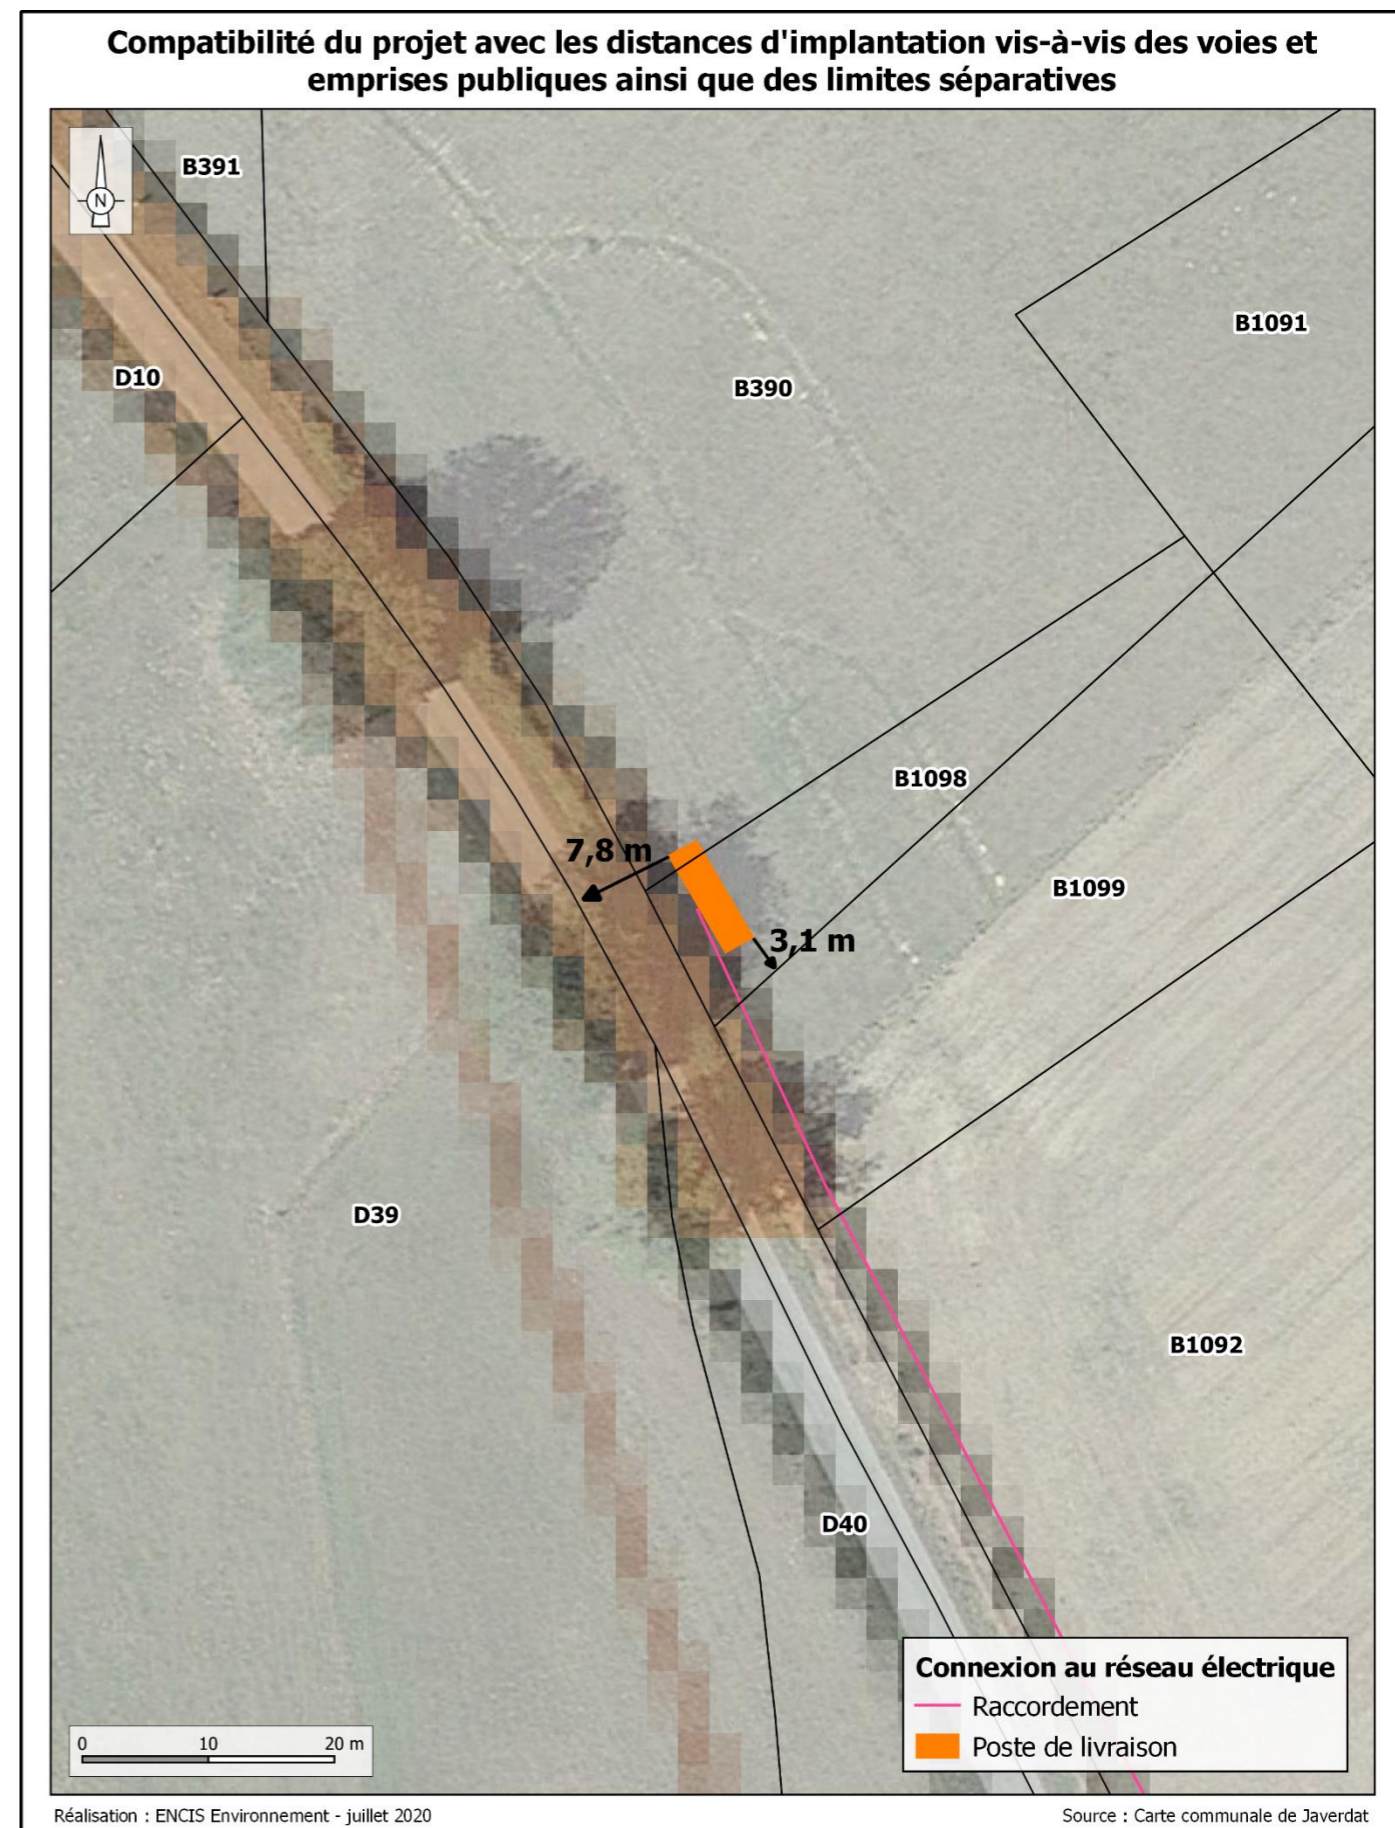 Compatibilité du projet avec les distances d'implantation vis-à-vis des voies et
emprises publiques ainsi que des limites séparatives
N
B391
B1091
D10
B390
B1098
7,8 m
B1099
3,1 m
D39
B1092
D40
Connexion au réseau électrique
Raccordement
Poste de livraison
0 10 20 m
Réalisation : ENCIS Environnement - juillet 2020
Source : Carte communale de Javerdat